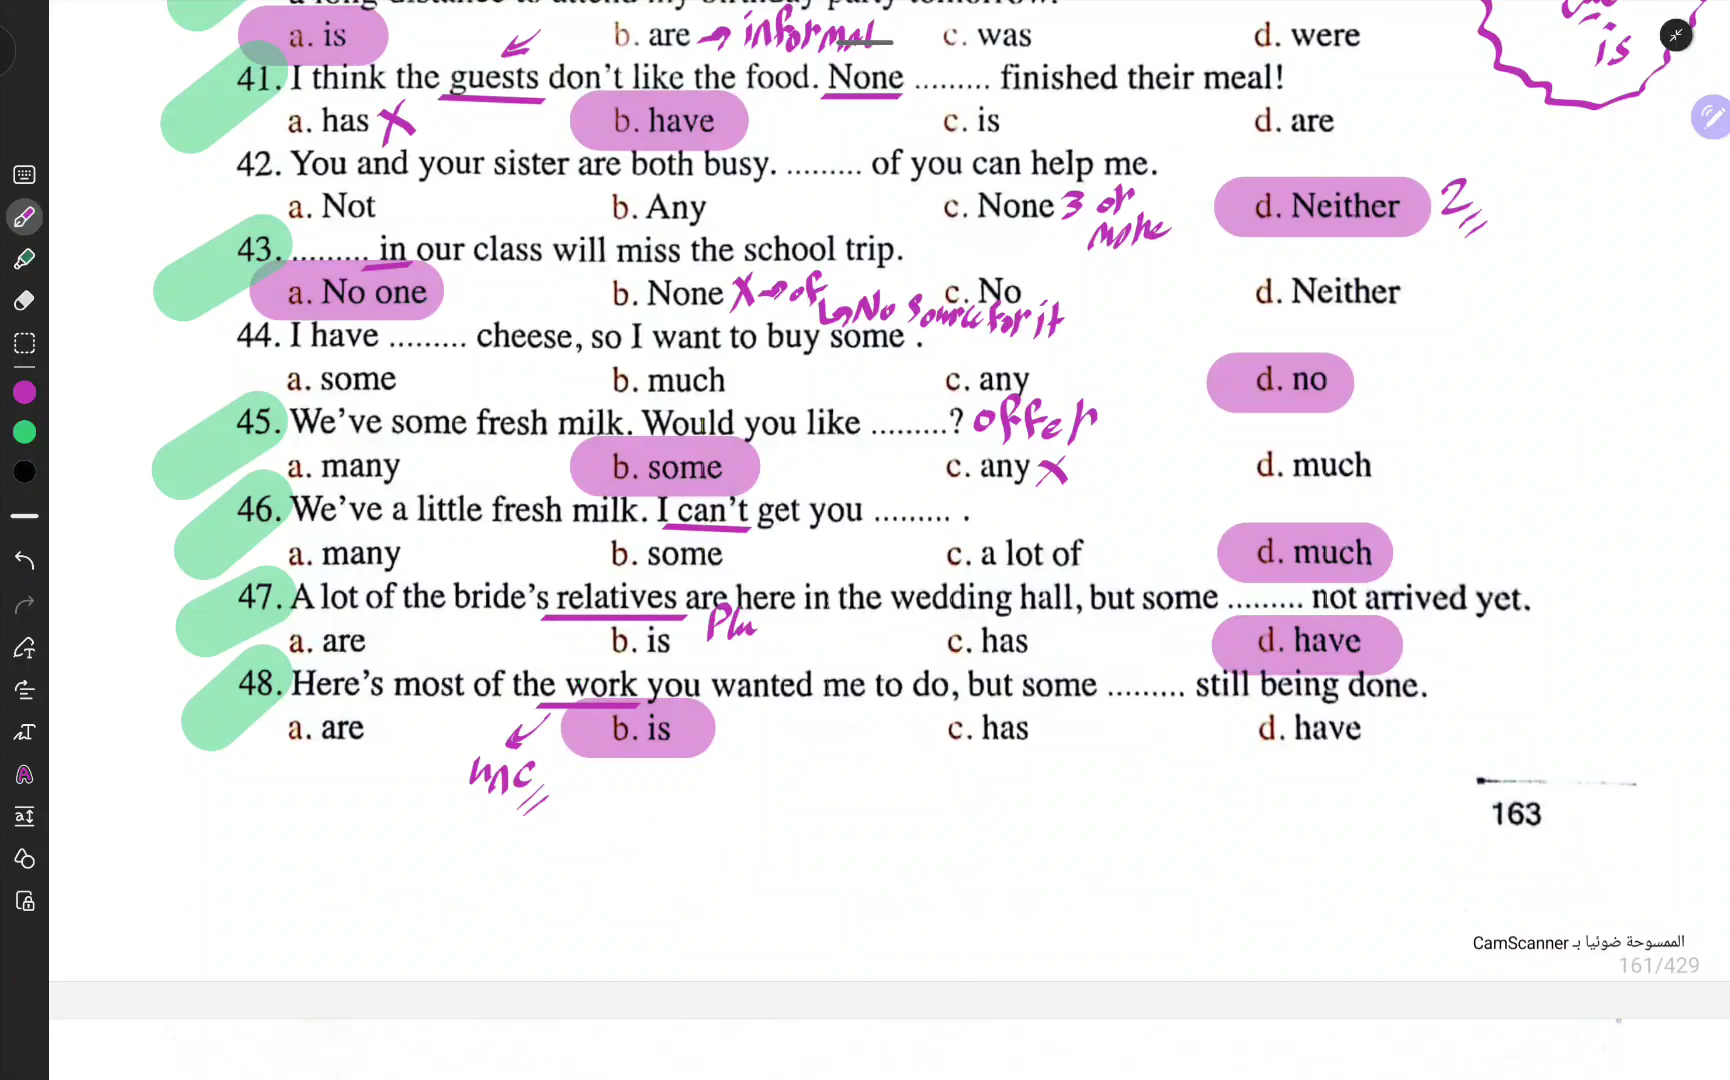 a. is b. are → informal c. was d. were
is
41. I think the guests don't like the food. None ......... finished their meal!
a. has x b. have c. is d. are
42. You and your sister are both busy. ......... of you can help me.
a. Not b. Any c. None 3 or more d. Neither 2
43. ......... in our class will miss the school trip.
a. No one b. None x → of c. No d. Neither
↳ No source for it
44. I have ......... cheese, so I want to buy some .
a. some b. much c. any d. no
45. We've some fresh milk. Would you like .........? offer
a. many b. some c. any x d. much
46. We've a little fresh milk. I can't get you ......... .
a. many b. some c. a lot of d. much
47. A lot of the bride's relatives are here in the wedding hall, but some ......... not arrived yet.
Plu
a. are b. is c. has d. have
48. Here's most of the work you wanted me to do, but some ......... still being done.
a. are b. is c. has d. have
unc
163
الممسوحة ضوئيا بـ CamScanner
161/429